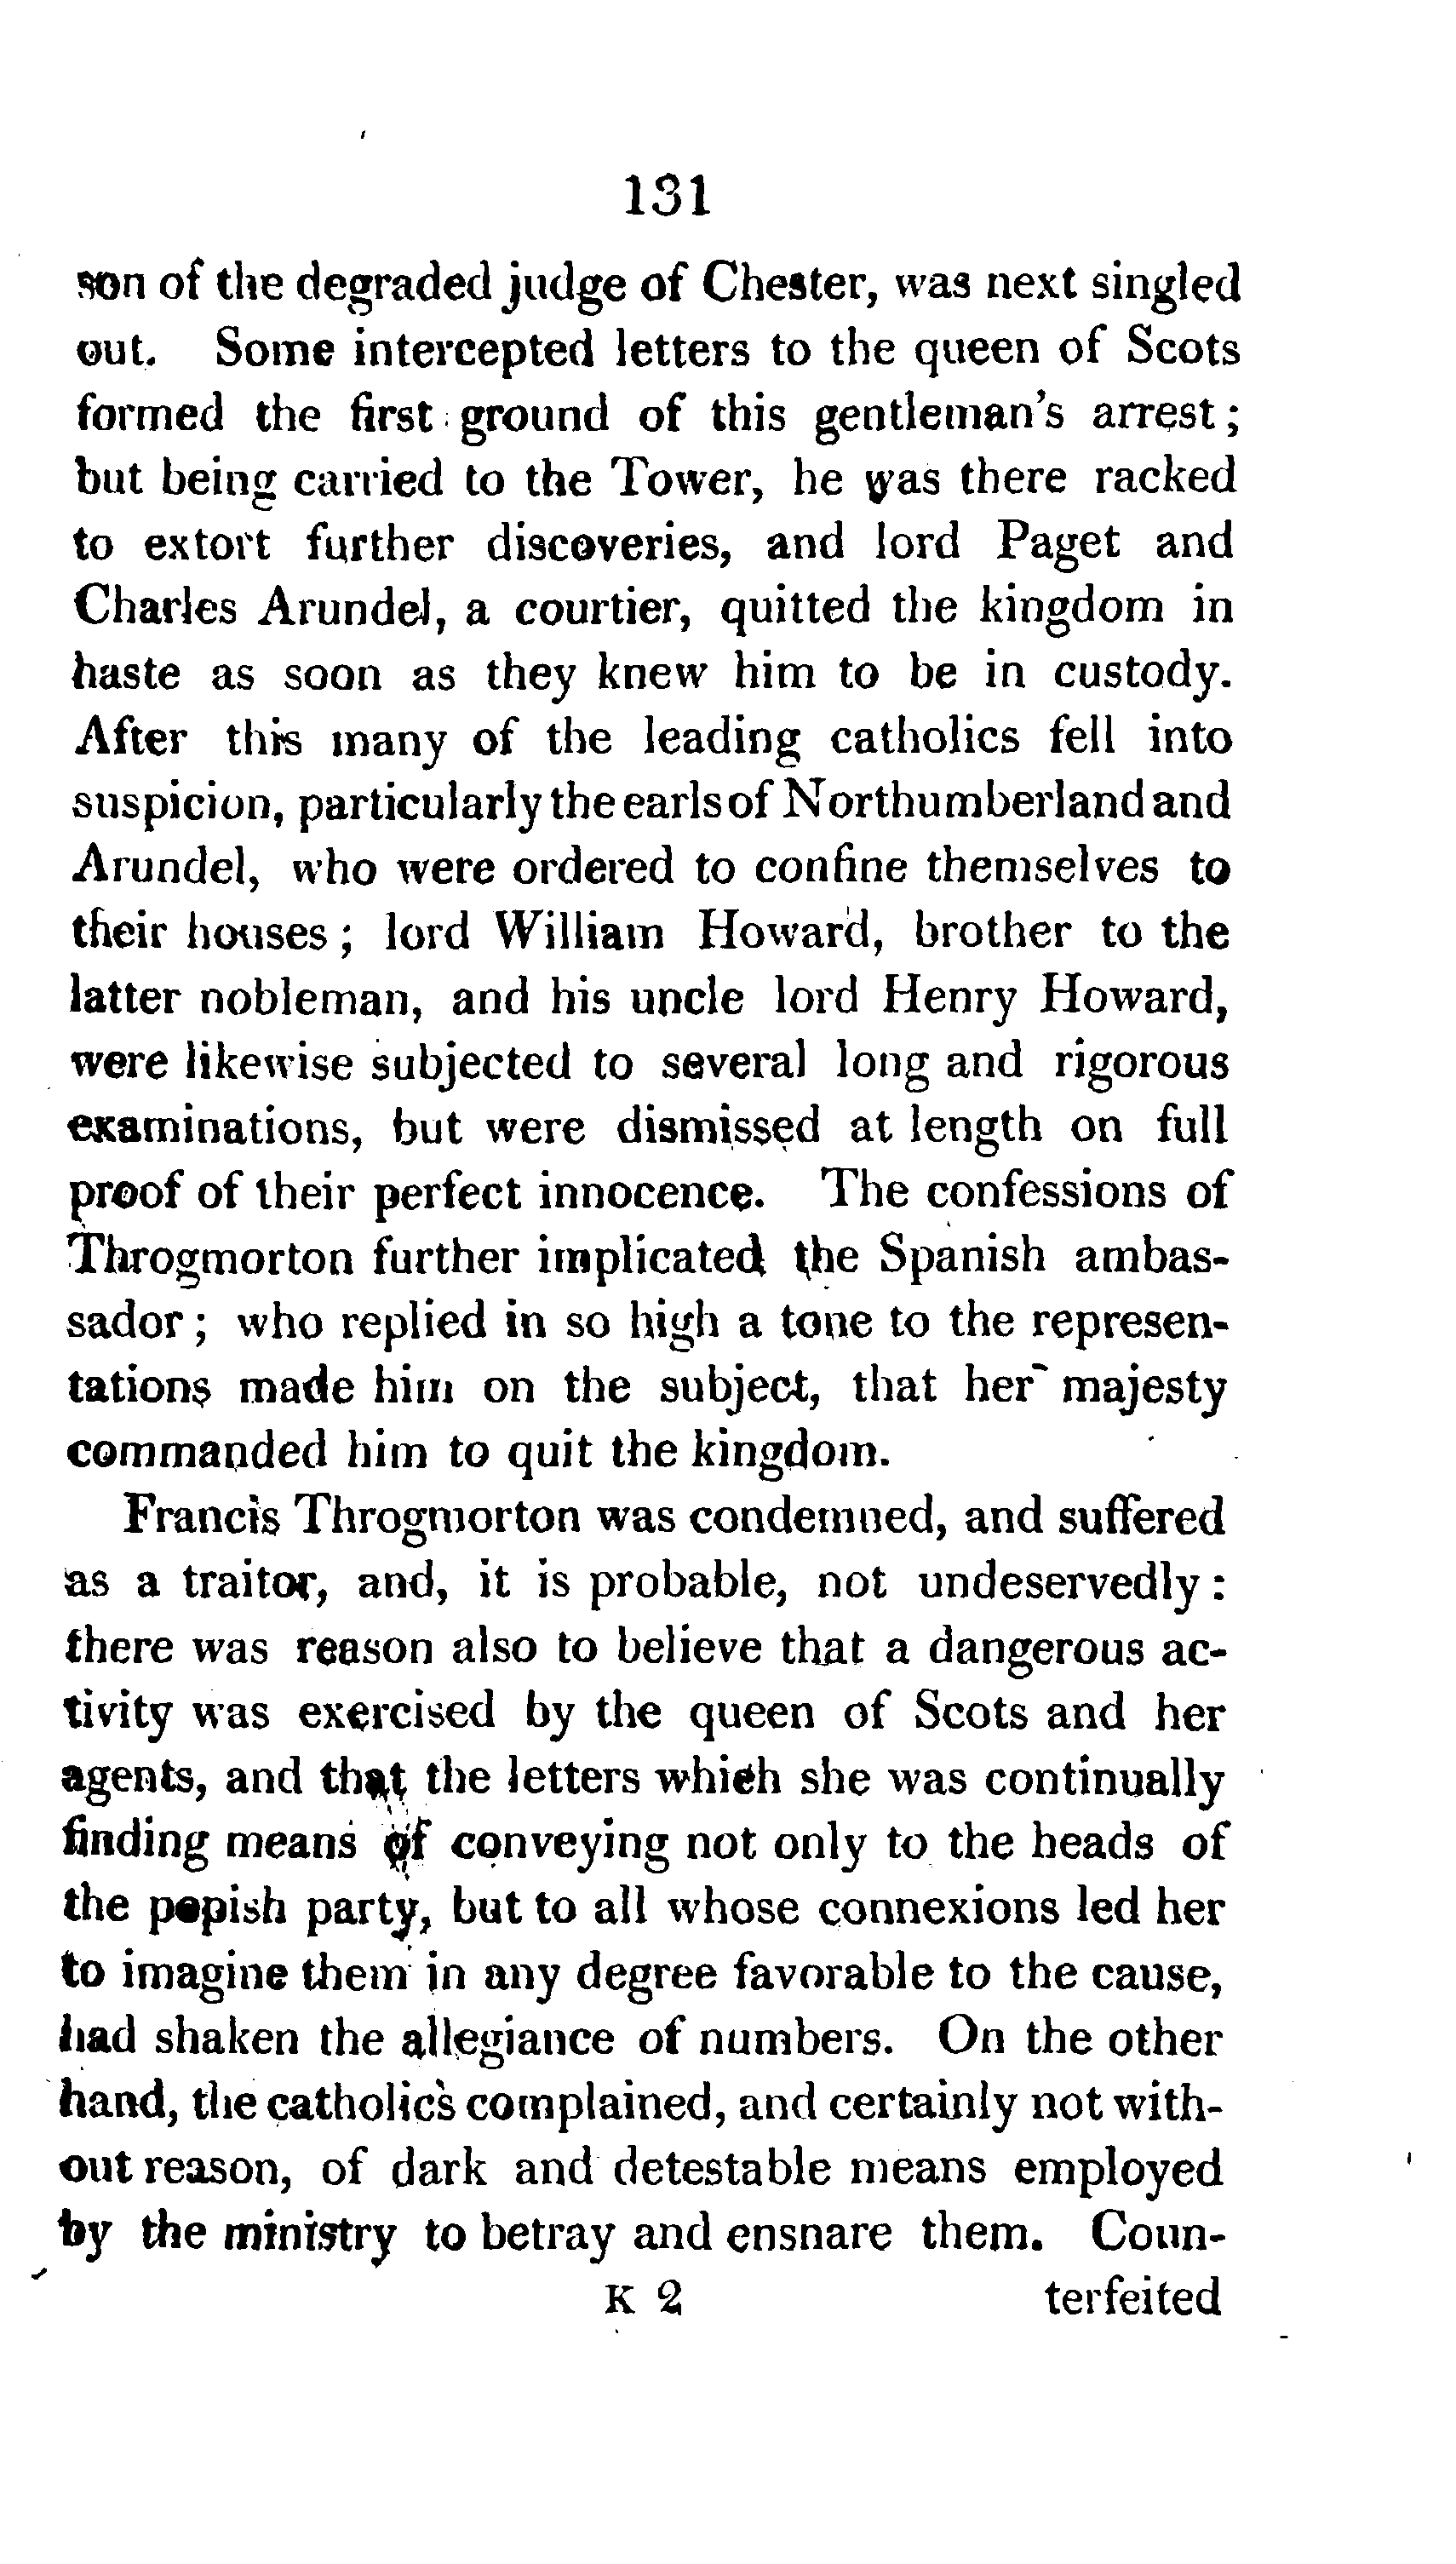 131
son of the degraded judge of Chester, was next singled
out. Some intercepted letters to the queen of Scots
formed the first ground of this gentleman's arrest;
but being carried to the Tower, he was there racked
to extort further discoveries, and lord Paget and
Charles Arundel, a courtier, quitted the kingdom in
haste as soon as they knew him to be in custody.
After this many of the leading catholics fell into
suspicion, particularly the earls of Northumberland and
Arundel, who were ordered to confine themselves to
their houses; lord William Howard, brother to the
latter nobleman, and his uncle lord Henry Howard,
were likewise subjected to several long and rigorous
examinations, but were dismissed at length on full
proof of their perfect innocence. The confessions of
Throgmorton further implicated the Spanish ambas-
sador; who replied in so high a tone to the represen-
tations made him on the subject, that her majesty
commanded him to quit the kingdom.
Francis Throgmorton was condemned, and suffered
as a traitor, and, it is probable, not undeservedly:
there was reason also to believe that a dangerous ac-
tivity was exercised by the queen of Scots and her
agents, and that the letters which she was continually
finding means of conveying not only to the heads of
the popish party, but to all whose connexions led her
to imagine them in any degree favorable to the cause,
had shaken the allegiance of numbers. On the other
hand, the catholics complained, and certainly not with-
out reason, of dark and detestable means employed
by the ministry to betray and ensnare them. Coun-
K 2 terfeited